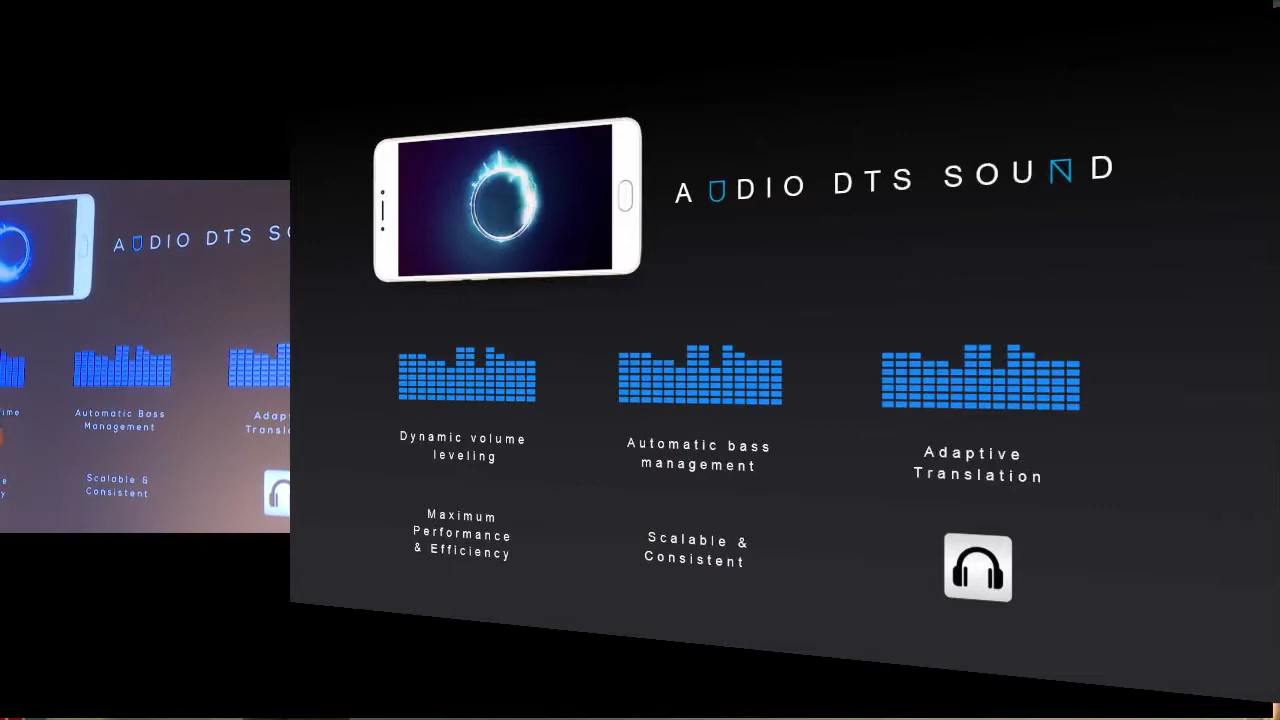 AUDIO DTS SOUND
Dynamic volume
leveling
Automatic bass
management
Adaptive
Translation
Maximum
Performance
& Efficiency
Scalable &
Consistent
AUDIO DTS
Automatic Bass
Management
Scalable &
Consistent